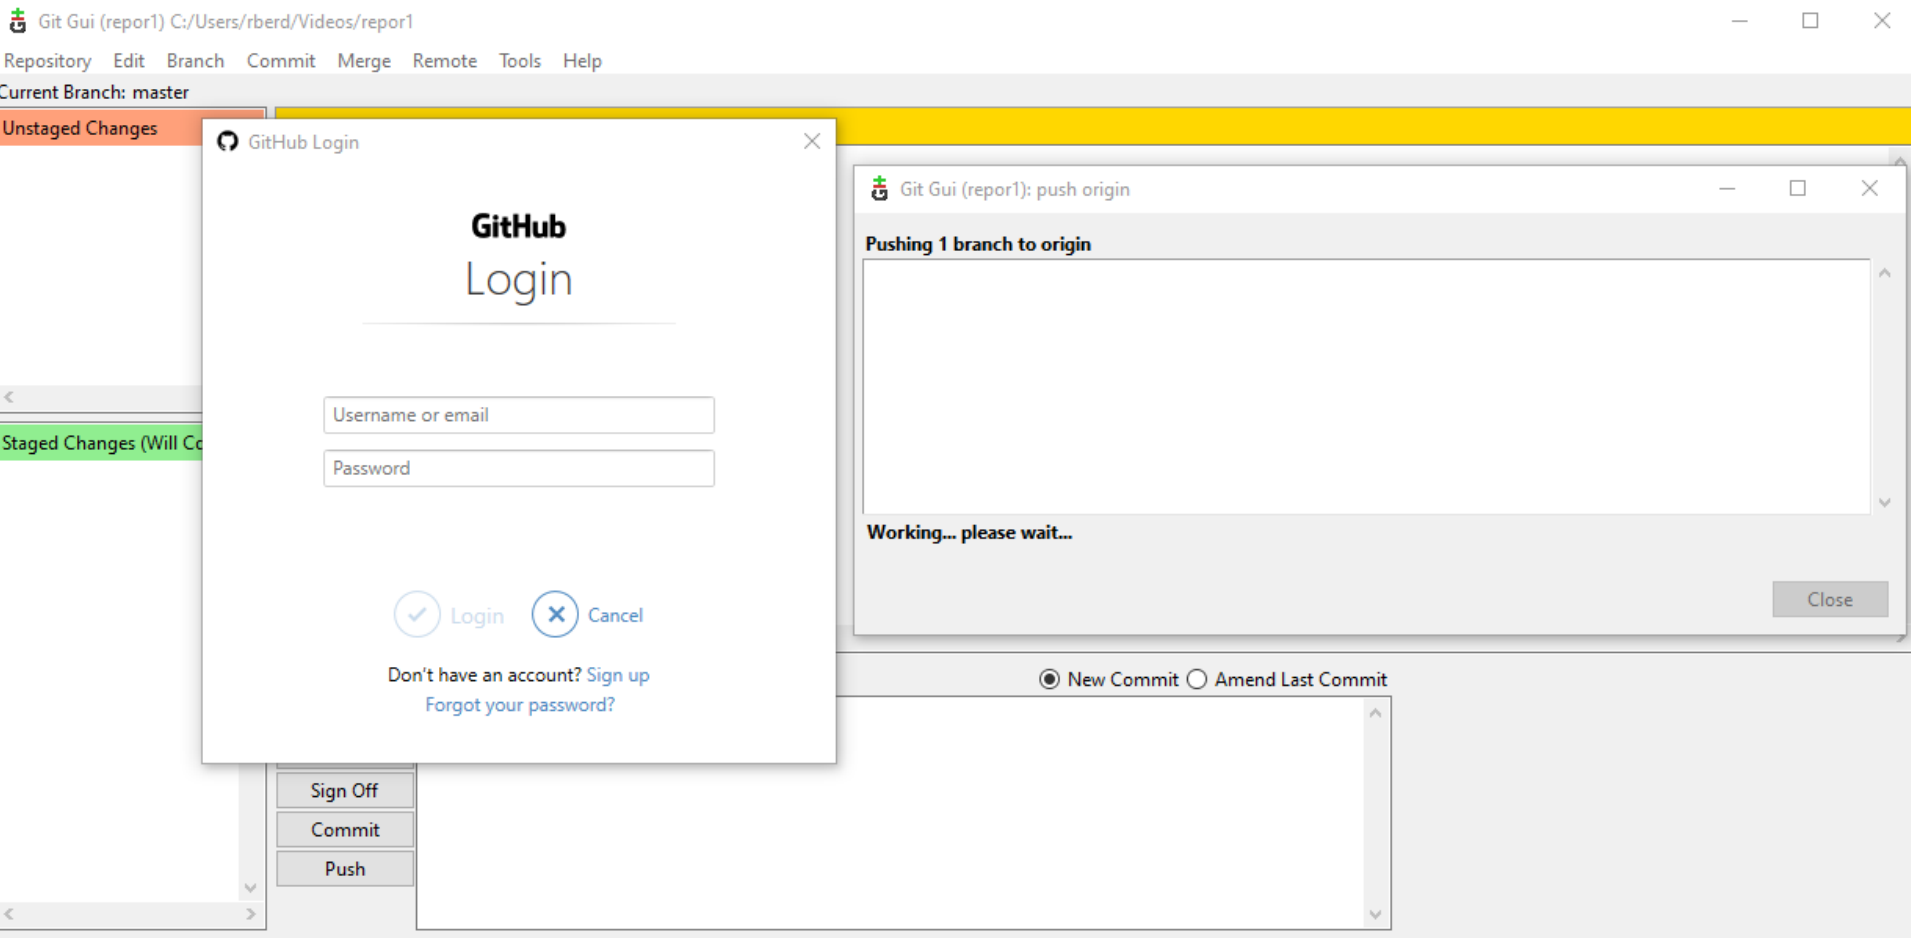 Git Gui (repor1) C:/Users/rberd/Videos/repor1
Repository Edit Branch Commit Merge Remote Tools Help
Current Branch: master
Unstaged Changes
GitHub Login
GitHub
Login
Username or email
Password
Login Cancel
Don't have an account? Sign up
Forgot your password?
Git Gui (repor1): push origin
Pushing 1 branch to origin
Working... please wait...
Close
Staged Changes (Will Co
New Commit Amend Last Commit
Sign Off
Commit
Push